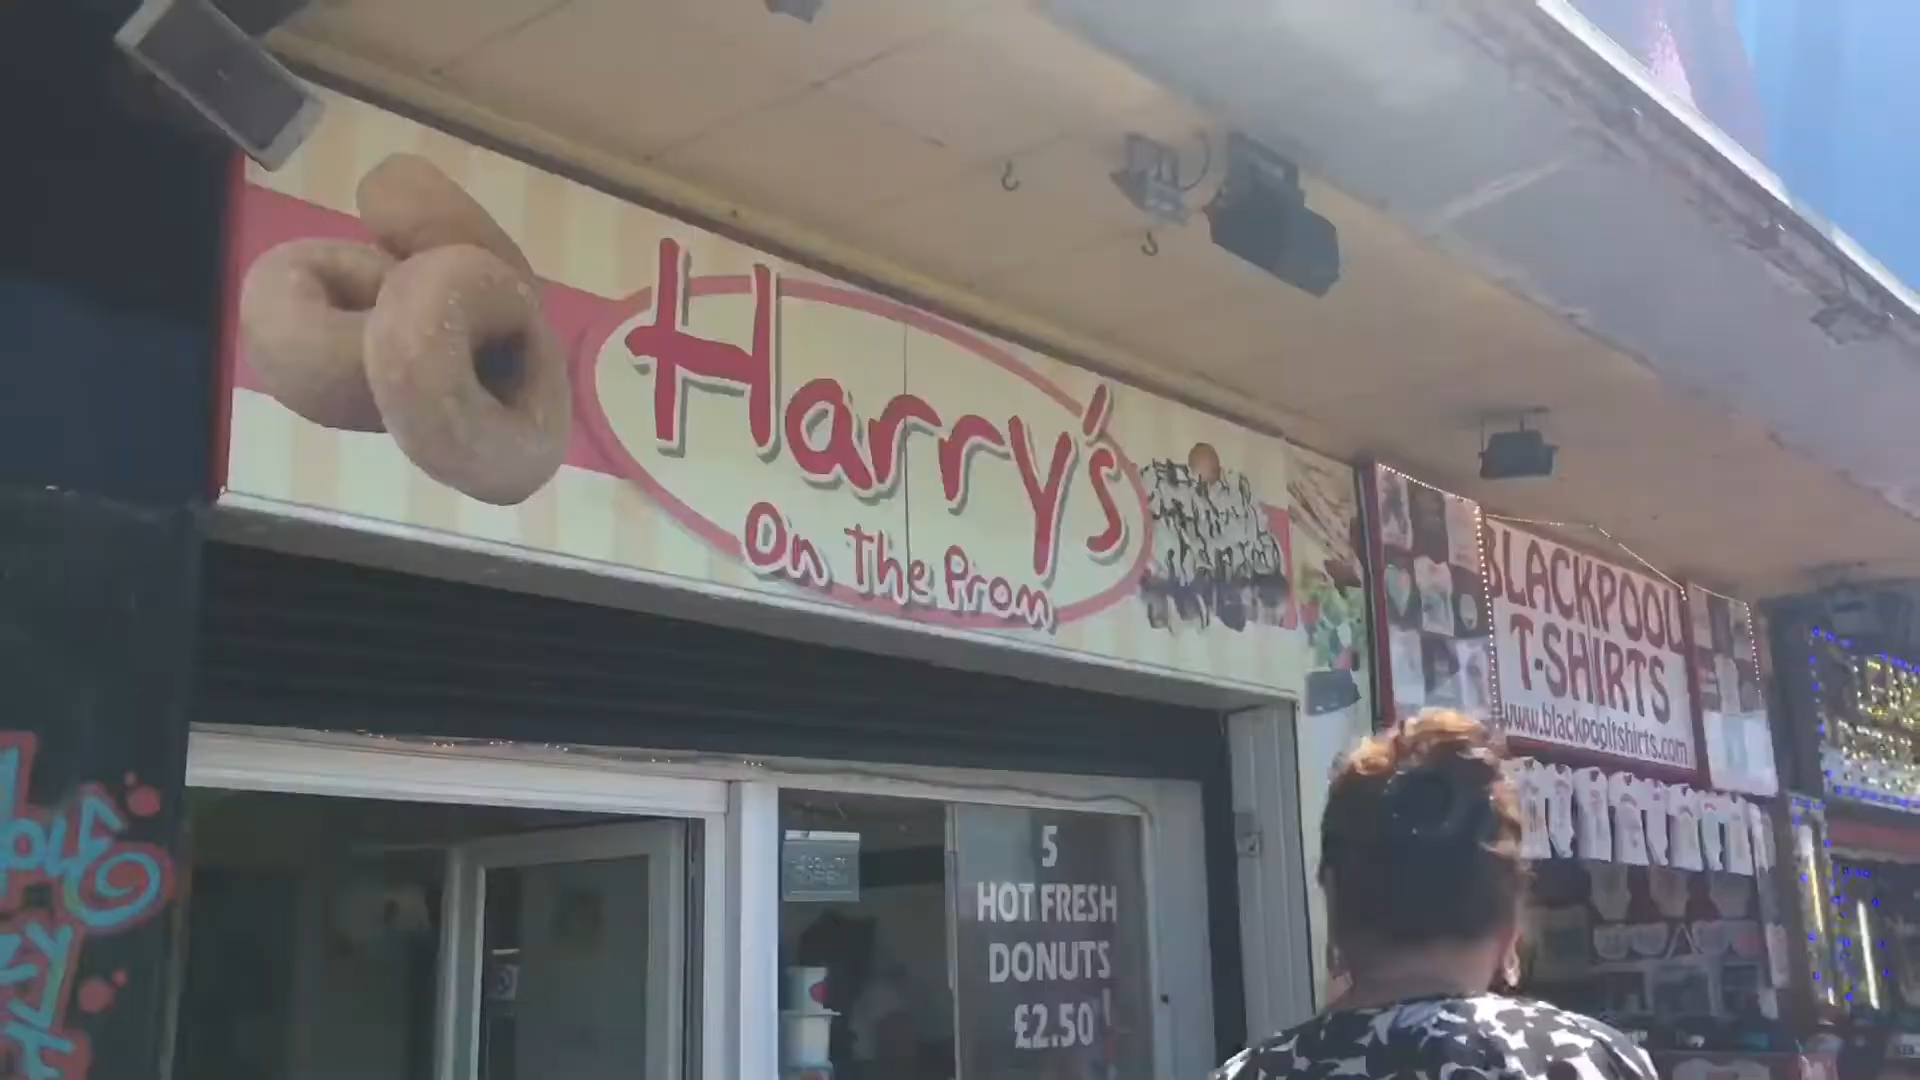 Harry's
On The Prom
BLACKPOOL
T-SHIRTS
www.blackpooltshirts.com
5
HOT FRESH
DONUTS
£2.50